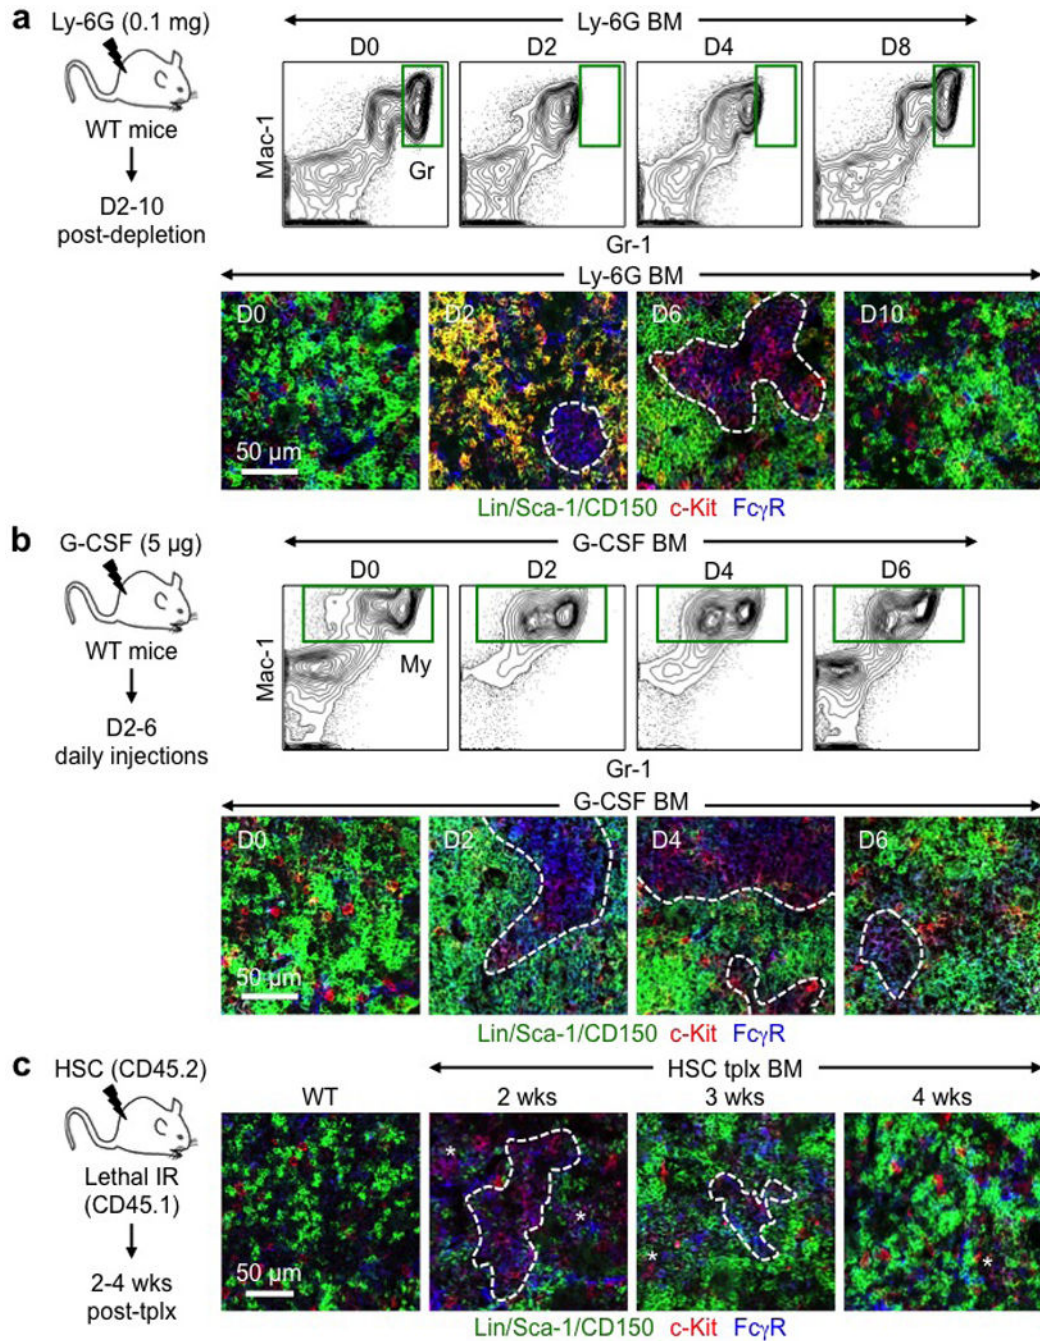 a
Ly-6G (0.1 mg)
WT mice
D2-10
post-depletion
Ly-6G BM
D0 D2 D4 D8
Mac-1
Gr
Gr-1
Ly-6G BM
D0 D2 D6 D10
50 µm
Lin/Sca-1/CD150 c-Kit FcγR
b
G-CSF (5 µg)
WT mice
D2-6
daily injections
G-CSF BM
D0 D2 D4 D6
Mac-1
My
Gr-1
G-CSF BM
D0 D2 D4 D6
50 µm
Lin/Sca-1/CD150 c-Kit FcγR
c
HSC (CD45.2)
Lethal IR
(CD45.1)
2-4 wks
post-tplx
HSC tplx BM
WT 2 wks 3 wks 4 wks
* * * *
50 µm
Lin/Sca-1/CD150 c-Kit FcγR